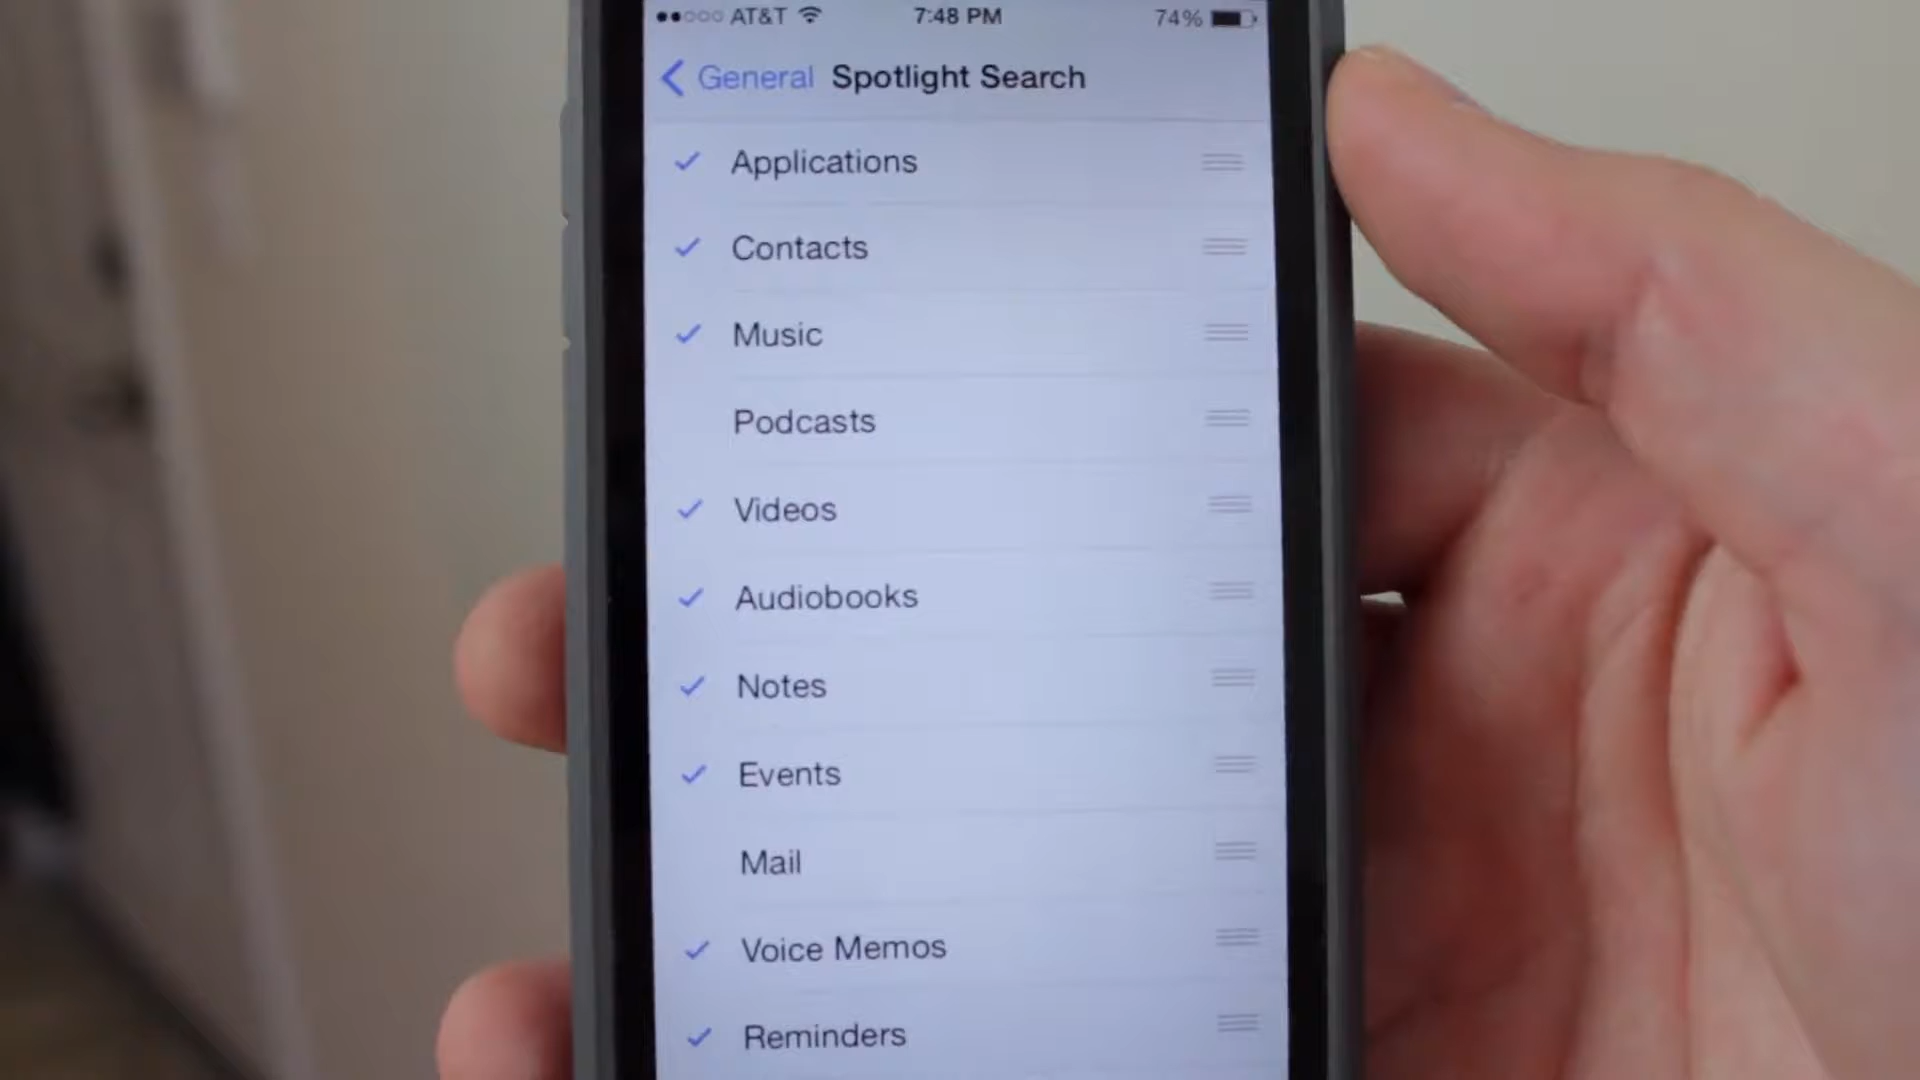 AT&T 7:48 PM 74%
General Spotlight Search
Applications
Contacts
Music
Podcasts
Videos
Audiobooks
Notes
Events
Mail
Voice Memos
Reminders